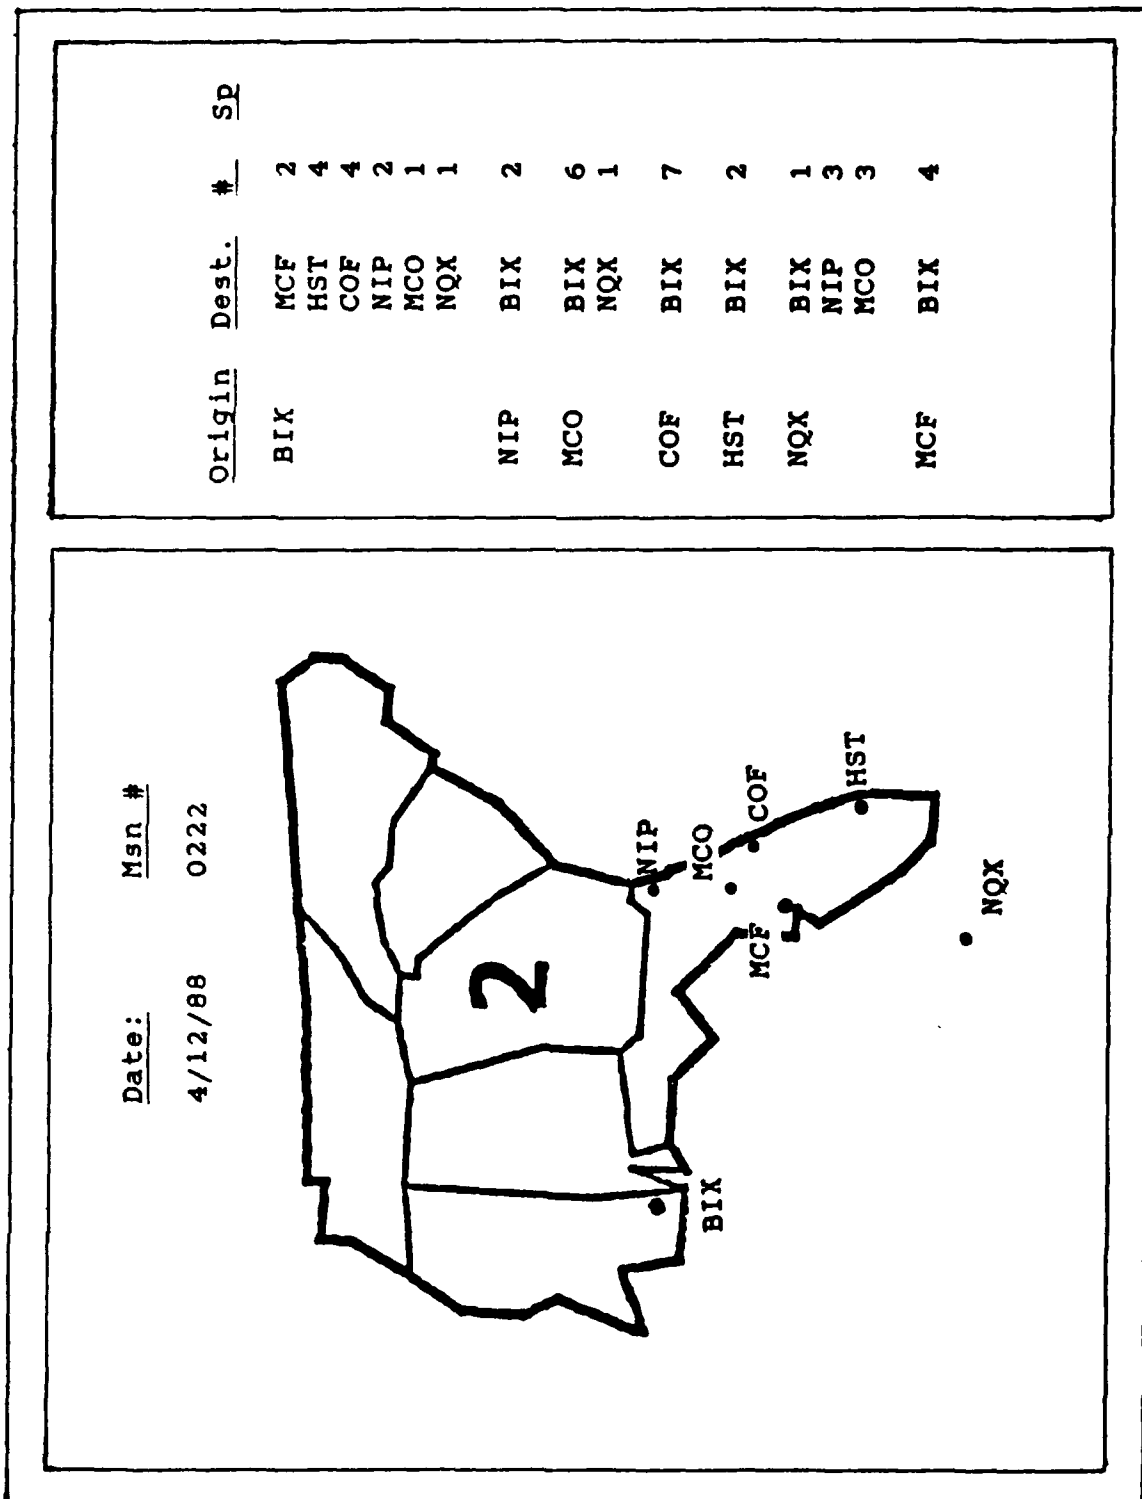 Date: Msn #
4/12/88 0222
2
NIP
MCO
COF
MCF
HST
BIX
NQX
Origin Dest. # Sp
BIX MCF 2
HST 4
COF 4
NIP 2
MCO 1
NQX 1
NIP BIX 2
MCO BIX 6
NQX 1
COF BIX 7
HST BIX 2
NQX BIX 1
NIP 3
MCO 3
MCF BIX 4